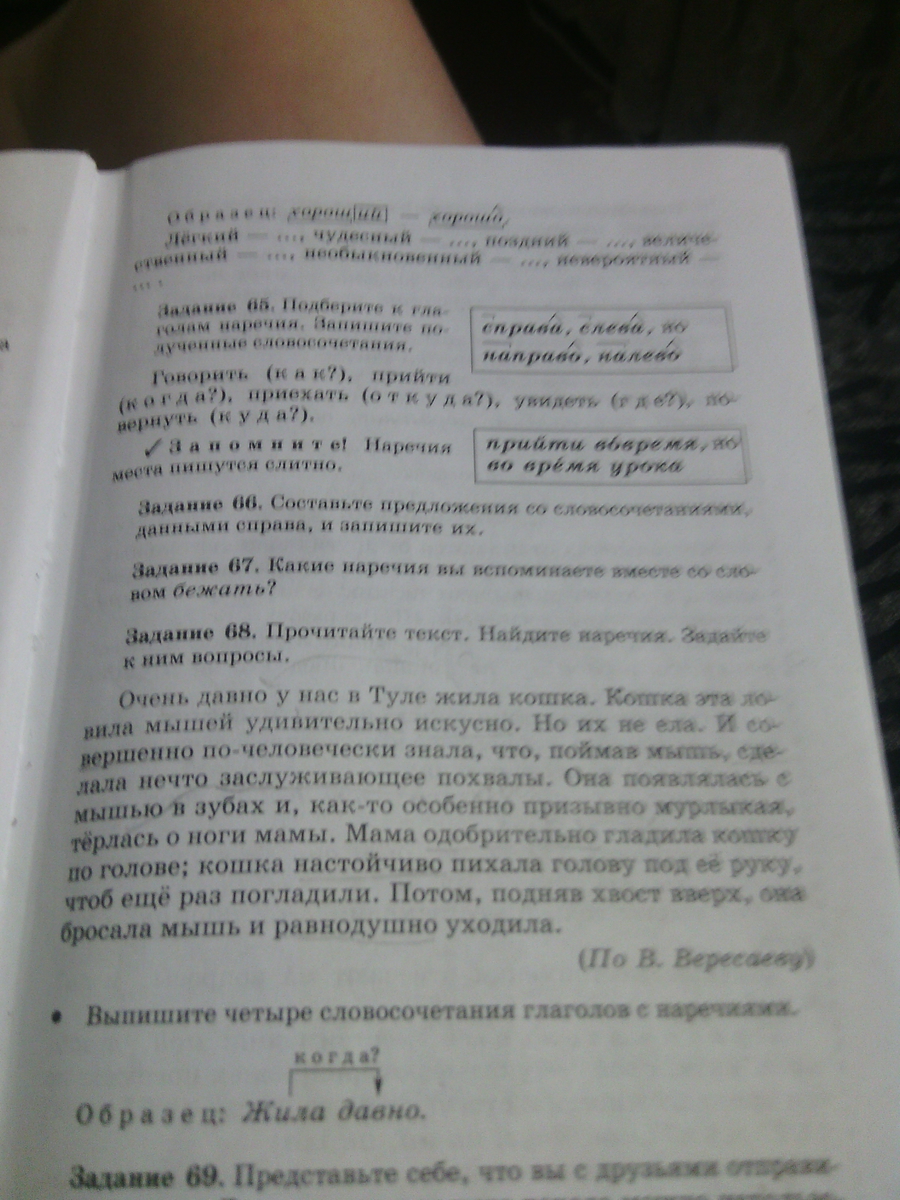 Образец: хорош[ий] — хорошо,
Лёгкий — ..., чудесный — ..., поздний — ..., величе-
ственный — ..., необыкновенный — ..., невероятный —
... .
Задание 65. Подберите к гла-
голам наречия. Запишите по-
лученные словосочетания.
справа, слева, но
направо, налево
Говорить (как?), прийти
(когда?), приехать (откуда?), увидеть (где?), по-
вернуть (куда?).
✓ Запомните! Наречия
места пишутся слитно.
прийти во́время, но
во вре́мя урока
Задание 66. Составьте предложения со словосочетаниями,
данными справа, и запишите их.
Задание 67. Какие наречия вы вспоминаете вместе со сло-
вом бежать?
Задание 68. Прочитайте текст. Найдите наречия. Задайте
к ним вопросы.
Очень давно у нас в Туле жила кошка. Кошка эта ло-
вила мышей удивительно искусно. Но их не ела. И со-
вершенно по-человечески знала, что, поймав мышь, сде-
лала нечто заслуживающее похвалы. Она появлялась с
мышью в зубах и, как-то особенно призывно мурлыкая,
тёрлась о ноги мамы. Мама одобрительно гладила кошку
по голове; кошка настойчиво пихала голову под её руку,
чтоб ещё раз погладили. Потом, подняв хвост вверх, она
бросала мышь и равнодушно уходила.
(По В. Вересаеву)
• Выпишите четыре словосочетания глаголов с наречиями.
когда?
Образец: Жила давно.
Задание 69. Представьте себе, что вы с друзьями отправи-